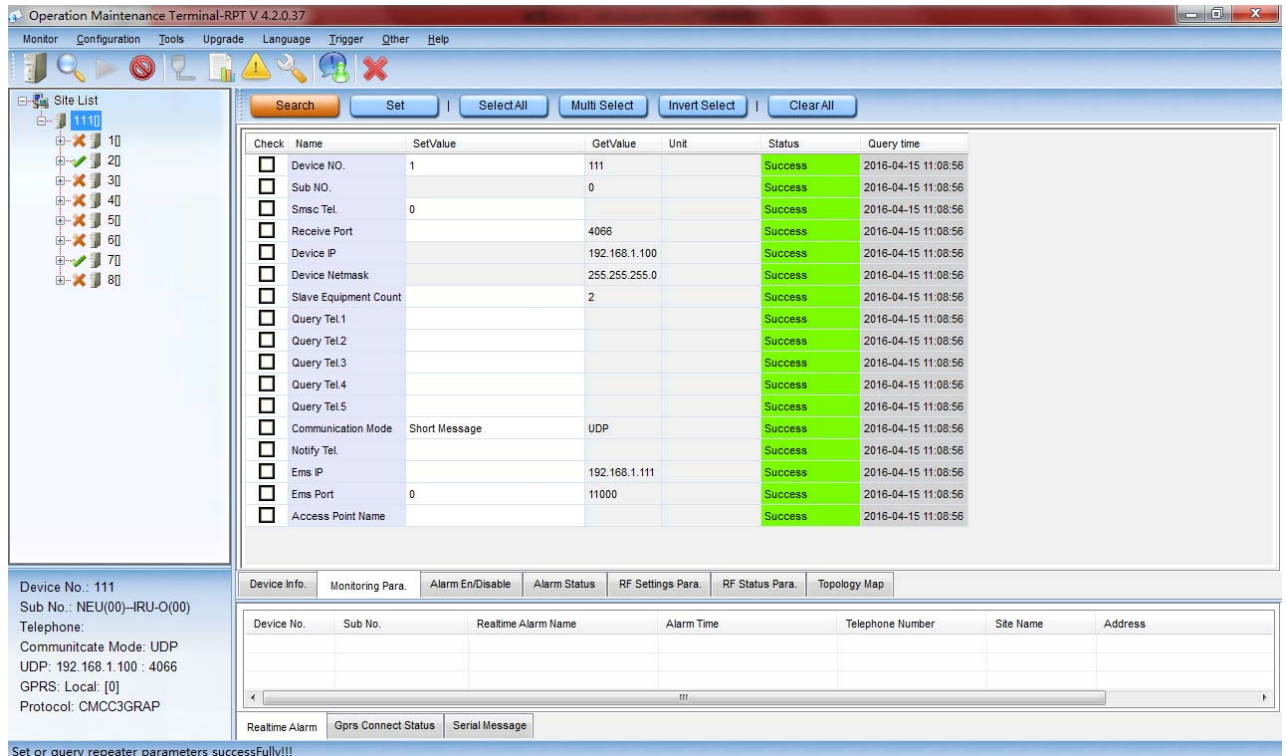 Operation Maintenance Terminal-RPT V 4.2.0.37
Monitor Configuration Tools Upgrade Language Trigger Other Help
Site List
111[]
1[]
2[]
3[]
4[]
5[]
6[]
7[]
8[]
Search Set | Select All Multi Select Invert Select | Clear All
Check Name SetValue GetValue Unit Status Query time
Device NO. 1 111 Success 2016-04-15 11:08:56
Sub NO. 0 Success 2016-04-15 11:08:56
Smsc Tel. 0 Success 2016-04-15 11:08:56
Receive Port 4066 Success 2016-04-15 11:08:56
Device IP 192.168.1.100 Success 2016-04-15 11:08:56
Device Netmask 255.255.255.0 Success 2016-04-15 11:08:56
Slave Equipment Count 2 Success 2016-04-15 11:08:56
Query Tel.1 Success 2016-04-15 11:08:56
Query Tel.2 Success 2016-04-15 11:08:56
Query Tel.3 Success 2016-04-15 11:08:56
Query Tel.4 Success 2016-04-15 11:08:56
Query Tel.5 Success 2016-04-15 11:08:56
Communication Mode Short Message UDP Success 2016-04-15 11:08:56
Notify Tel. Success 2016-04-15 11:08:56
Ems IP 192.168.1.111 Success 2016-04-15 11:08:56
Ems Port 0 11000 Success 2016-04-15 11:08:56
Access Point Name Success 2016-04-15 11:08:56
Device Info. Monitoring Para. Alarm En/Disable Alarm Status RF Settings Para. RF Status Para. Topology Map
Device No.: 111
Sub No.: NEU(00)--IRU-O(00)
Telephone:
Communitcate Mode: UDP
UDP: 192.168.1.100 : 4066
GPRS: Local: [0]
Protocol: CMCC3GRAP
Device No. Sub No. Realtime Alarm Name Alarm Time Telephone Number Site Name Address
Realtime Alarm Gprs Connect Status Serial Message
Set or query repeater parameters successFully!!!